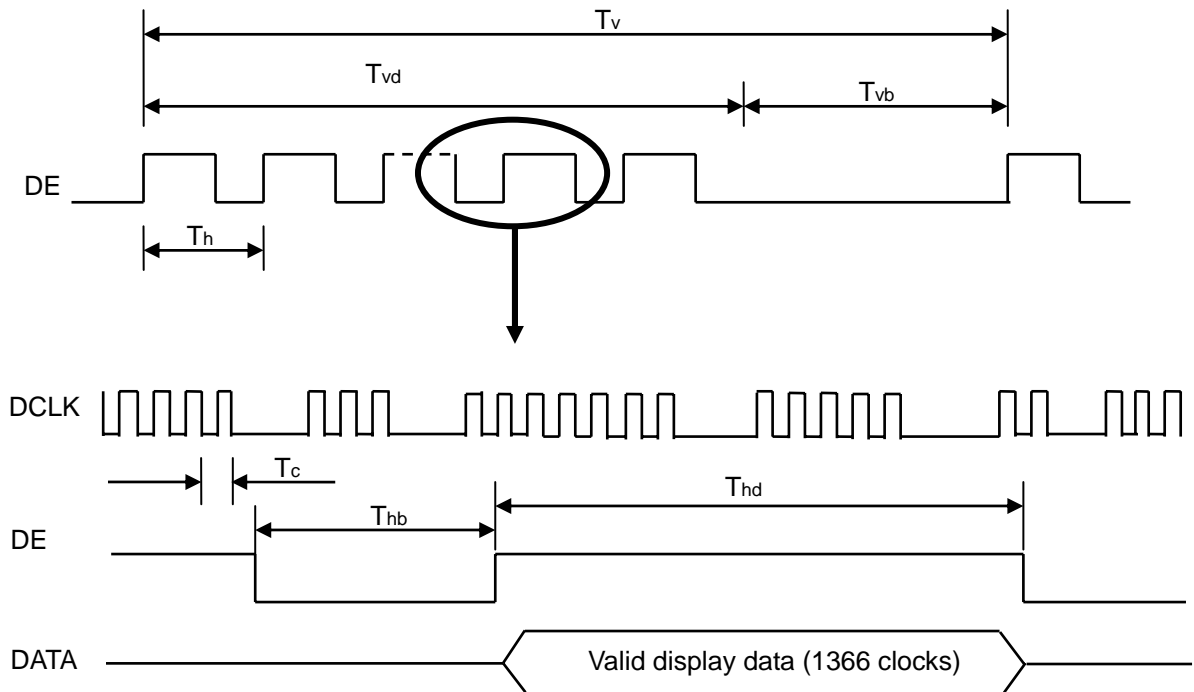 Tv
Tvd
Tvb
DE
Th
DCLK
Tc
Thd
Thb
DE
DATA
Valid display data (1366 clocks)